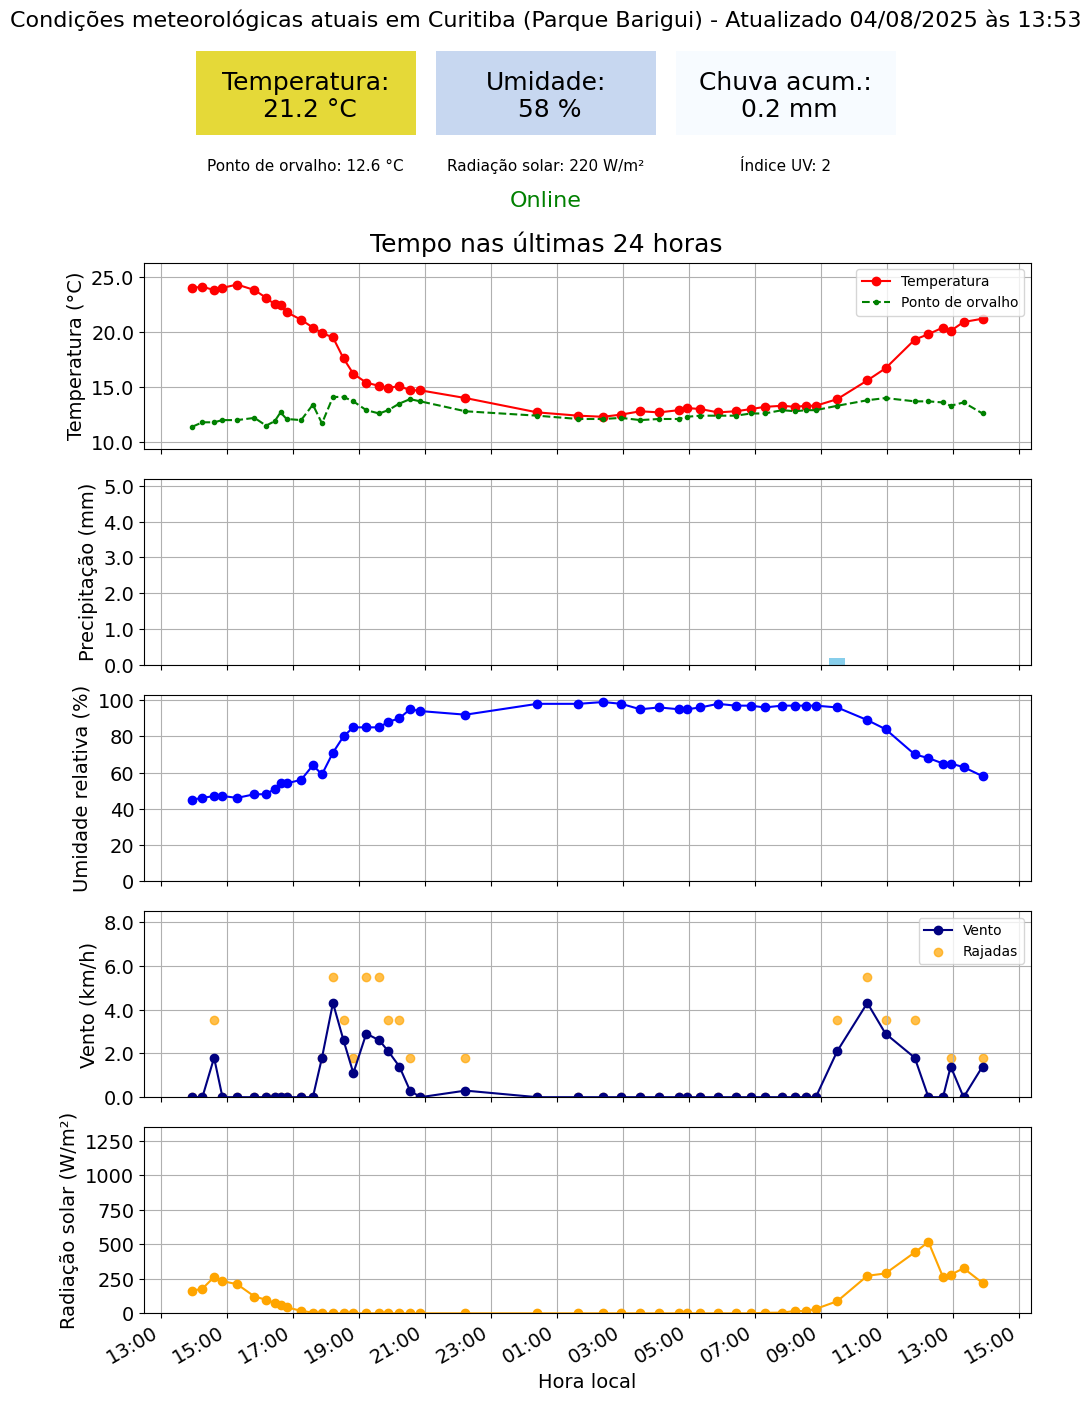 Condições meteorológicas atuais em Curitiba (Parque Barigui) - Atualizado 04/08/2025 às 13:53
Temperatura:
21.2 °C
Umidade:
58 %
Chuva acum.:
0.2 mm
Ponto de orvalho: 12.6 °C
Radiação solar: 220 W/m²
Índice UV: 2
Online
Tempo nas últimas 24 horas
Temperatura (°C)
25.0
20.0
15.0
10.0
Temperatura
Ponto de orvalho
Precipitação (mm)
5.0
4.0
3.0
2.0
1.0
0.0
Umidade relativa (%)
100
80
60
40
20
0
Vento (km/h)
8.0
6.0
4.0
2.0
0.0
Vento
Rajadas
Radiação solar (W/m²)
1250
1000
750
500
250
0
13:00
15:00
17:00
19:00
21:00
23:00
01:00
03:00
05:00
07:00
09:00
11:00
13:00
15:00
Hora local